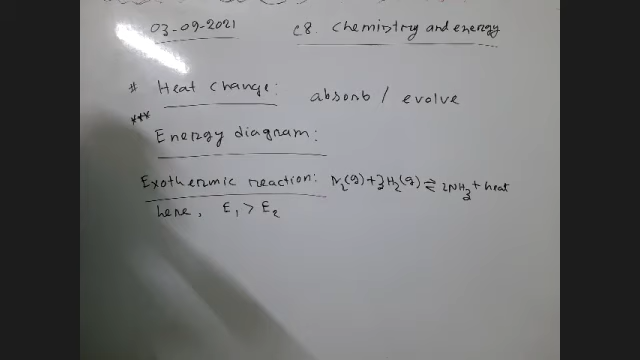 03-09-2021 C8. Chemistry and energy
# Heat change: absorb / evolve
*** Energy diagram:
Exothermic reaction: N₂(g)+3H₂(g) ⇌ 2NH₃ + heat
here, E₁ > E₂